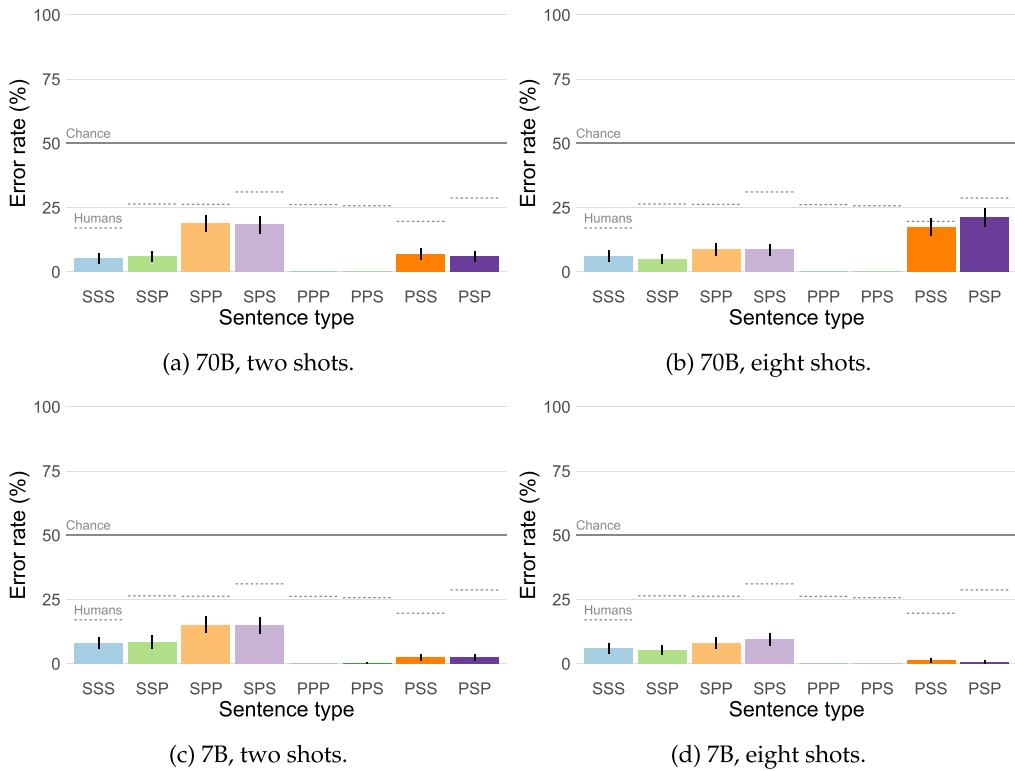 100
75
50
25
0
Error rate (%)
Chance
Humans
SSS SSP SPP SPS PPP PPS PSS PSP
Sentence type
(a) 70B, two shots.
100
75
50
25
0
Error rate (%)
Chance
Humans
SSS SSP SPP SPS PPP PPS PSS PSP
Sentence type
(b) 70B, eight shots.
100
75
50
25
0
Error rate (%)
Chance
Humans
SSS SSP SPP SPS PPP PPS PSS PSP
Sentence type
(c) 7B, two shots.
100
75
50
25
0
Error rate (%)
Chance
Humans
SSS SSP SPP SPS PPP PPS PSS PSP
Sentence type
(d) 7B, eight shots.